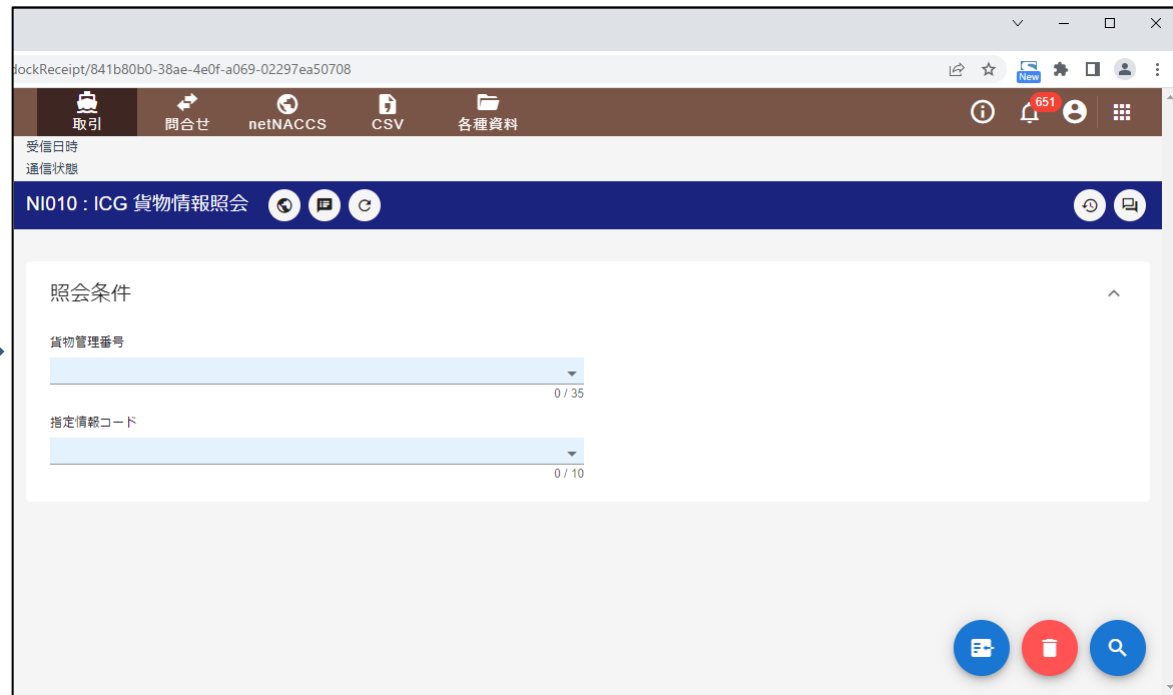 dockReceipt/841b80b0-38ae-4e0f-a069-02297ea50708
New
取引 問合せ netNACCS CSV 各種資料 651
受信日時
通信状態
NI010 : ICG 貨物情報照会
照会条件
貨物管理番号
0 / 35
指定情報コード
0 / 10